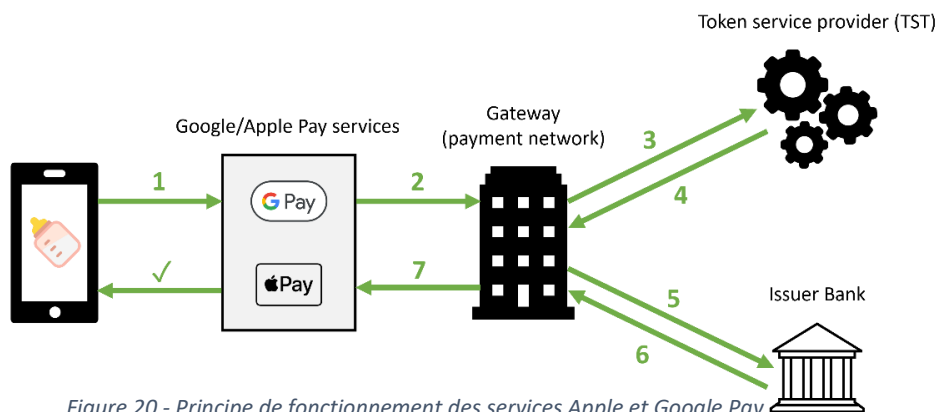 Token service provider (TST)
Google/Apple Pay services
Gateway
(payment network)
1
2
3
4
G Pay
✓
Pay
7
5
6
Issuer Bank
Figure 20 - Principe de fonctionnement des services Apple et Google Pay